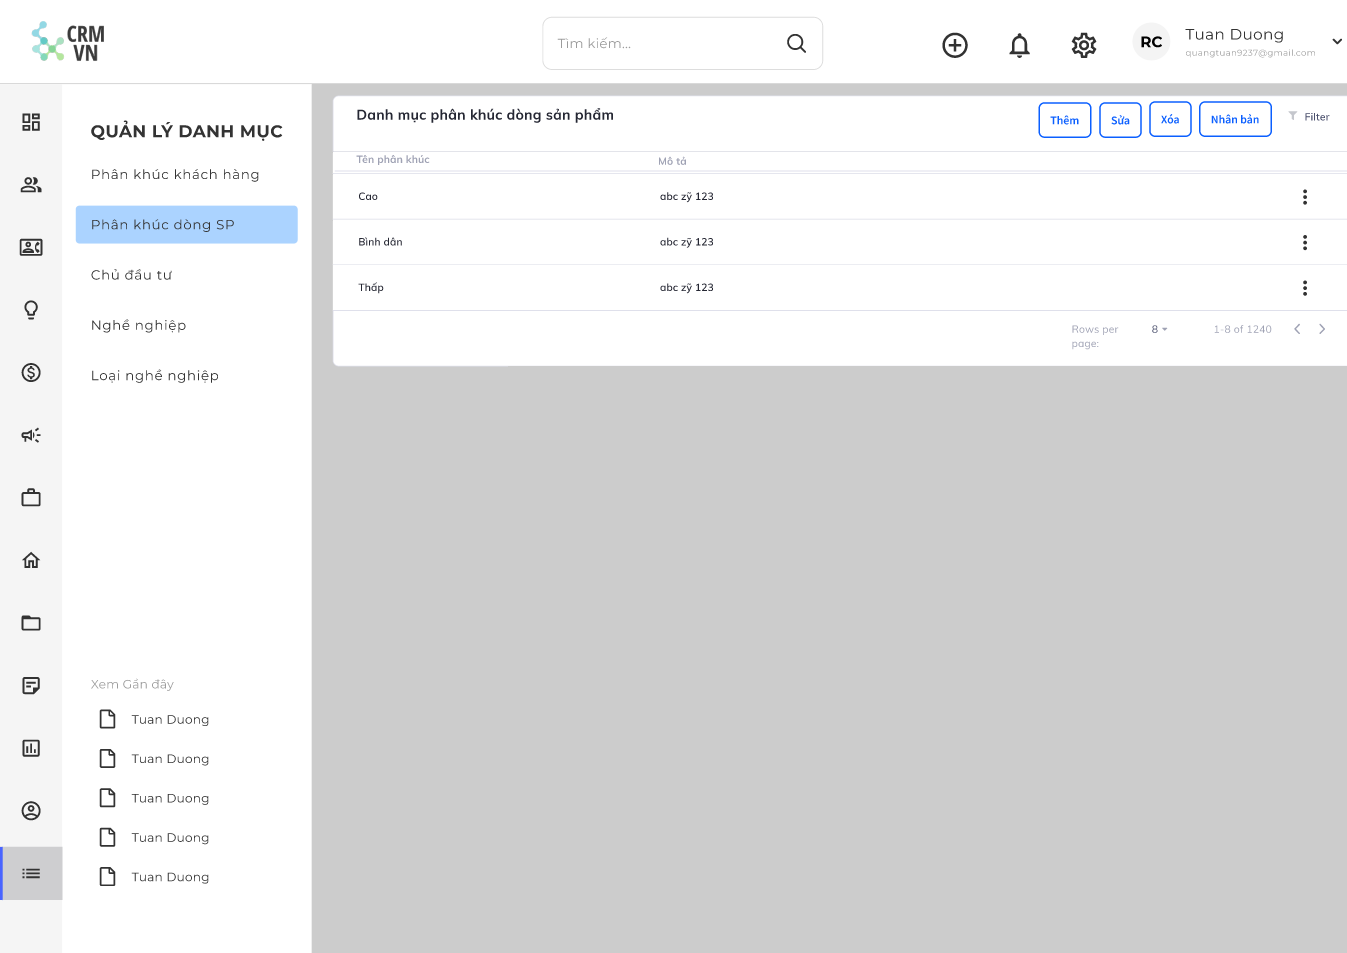 CRM
VN
Tìm kiếm...
RC
Tuan Duong
quangtuan9237@gmail.com
QUẢN LÝ DANH MỤC
Phân khúc khách hàng
Phân khúc dòng SP
Chủ đầu tư
Nghề nghiệp
Loại nghề nghiệp
Xem Gần đây
Tuan Duong
Tuan Duong
Tuan Duong
Tuan Duong
Tuan Duong
Danh mục phân khúc dòng sản phẩm
Thêm
Sửa
Xóa
Nhân bản
Filter
Tên phân khúc
Mô tả
Cao
abc zỹ 123
Bình dân
abc zỹ 123
Thấp
abc zỹ 123
Rows per
page:
8
1-8 of 1240